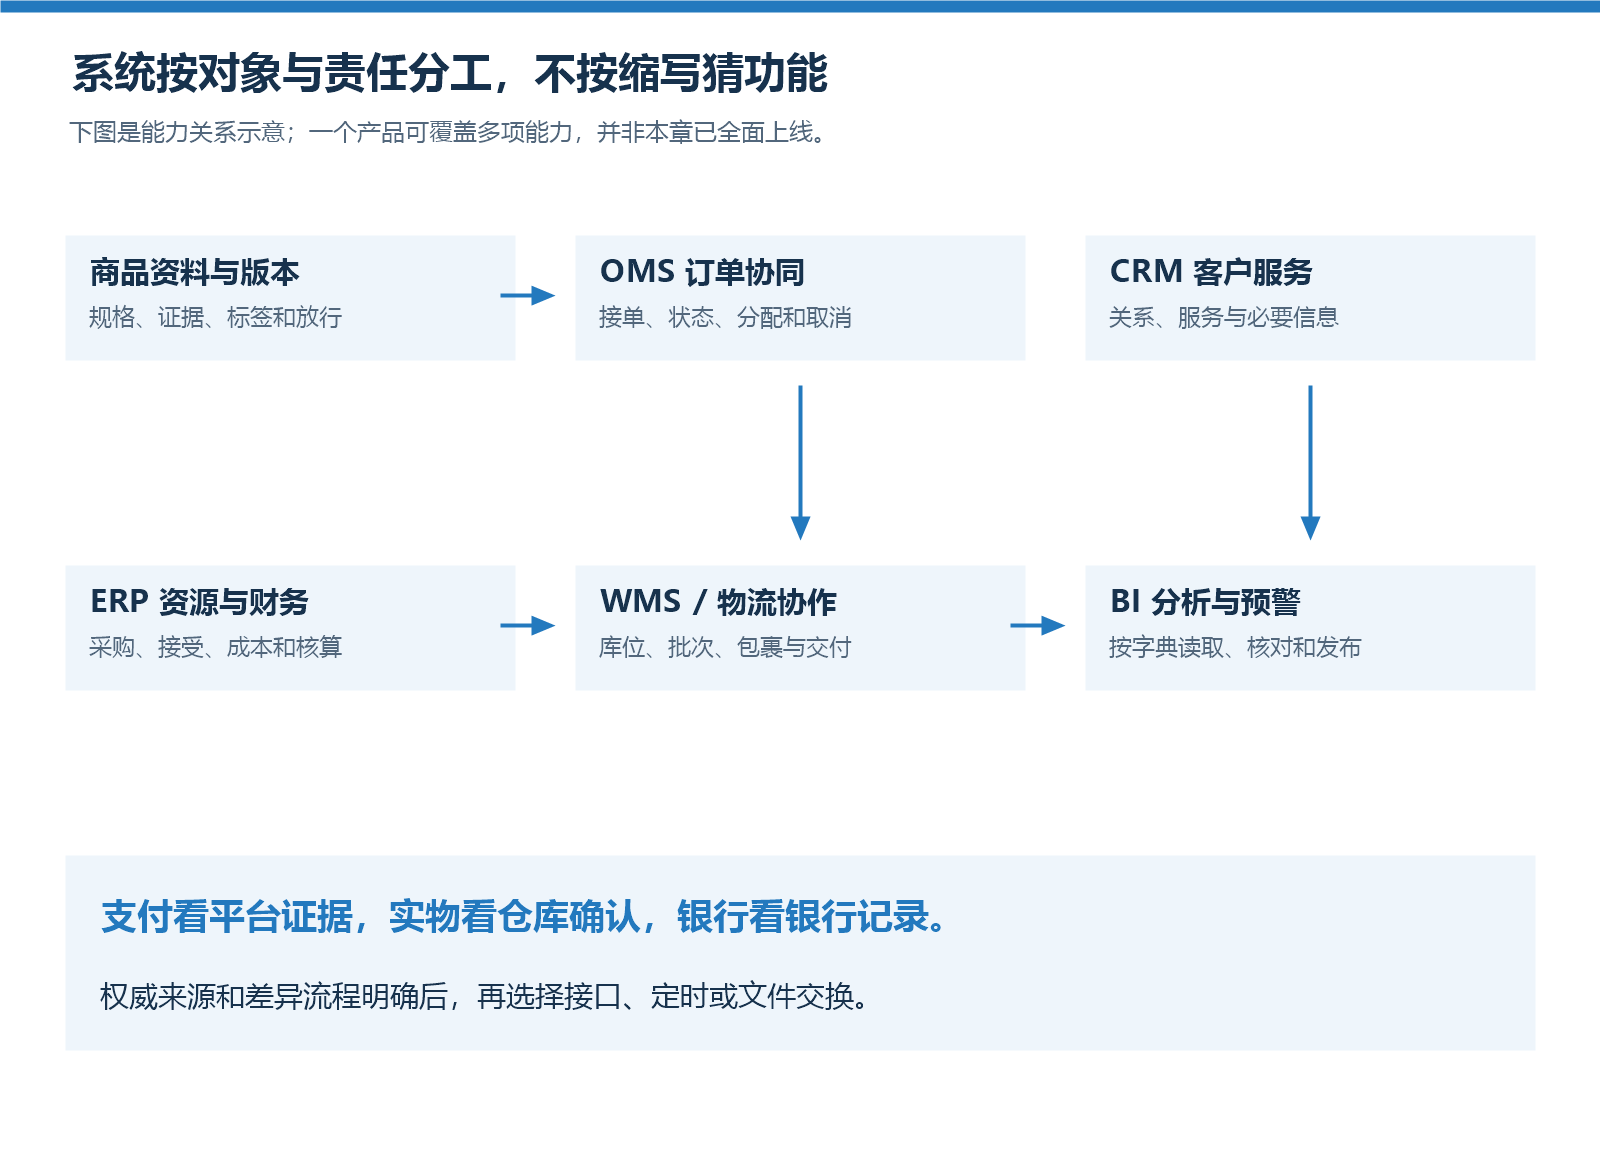 系统按对象与责任分工，不按缩写猜功能
下图是能力关系示意；一个产品可覆盖多项能力，并非本章已全面上线。
商品资料与版本
规格、证据、标签和放行
OMS 订单协同
接单、状态、分配和取消
CRM 客户服务
关系、服务与必要信息
ERP 资源与财务
采购、接受、成本和核算
WMS / 物流协作
库位、批次、包裹与交付
BI 分析与预警
按字典读取、核对和发布
支付看平台证据，实物看仓库确认，银行看银行记录。
权威来源和差异流程明确后，再选择接口、定时或文件交换。